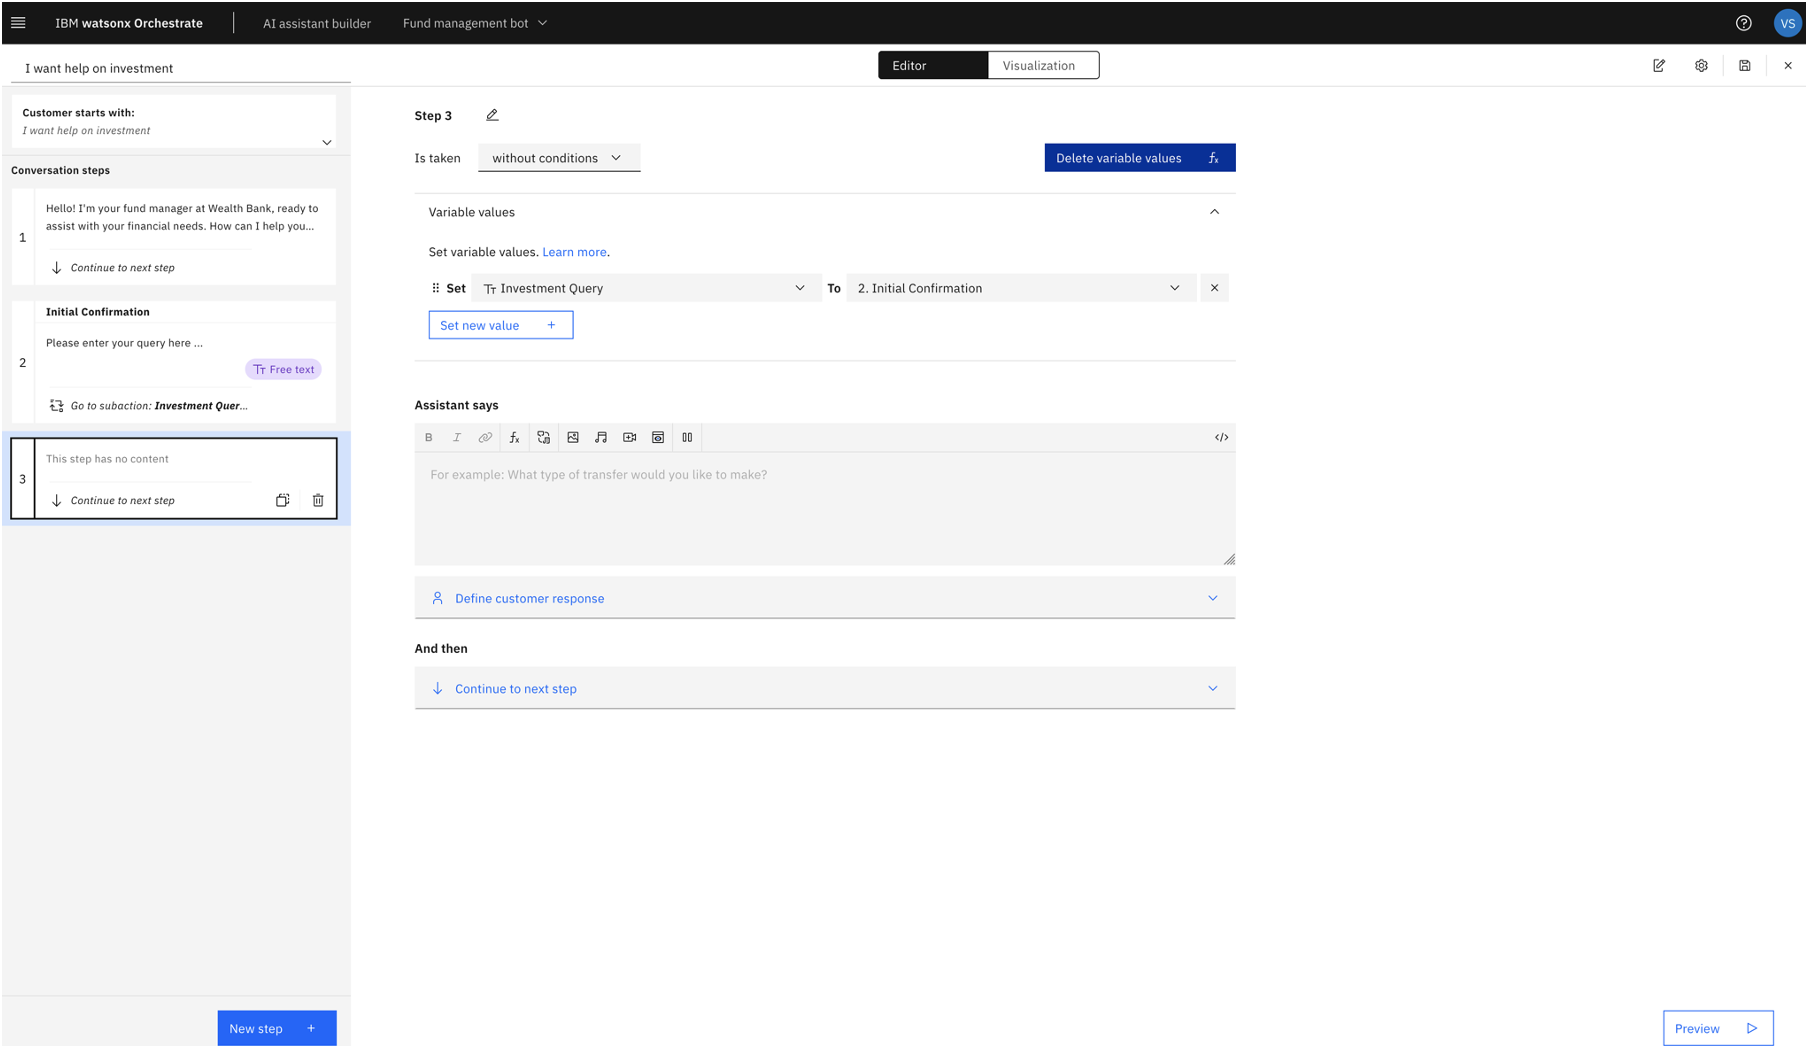 IBM watsonx Orchestrate
AI assistant builder
Fund management bot
VS
I want help on investment
Editor
Visualization
Customer starts with:
I want help on investment
Conversation steps
1
Hello! I'm your fund manager at Wealth Bank, ready to
assist with your financial needs. How can I help you...
Continue to next step
2
Initial Confirmation
Please enter your query here ...
Free text
Go to subaction: Investment Quer...
3
This step has no content
Continue to next step
New step +
Step 3
Is taken
without conditions
Delete variable values
Variable values
Set variable values. Learn more.
Set
Investment Query
To
2. Initial Confirmation
Set new value +
Assistant says
B I
For example: What type of transfer would you like to make?
Define customer response
And then
Continue to next step
Preview